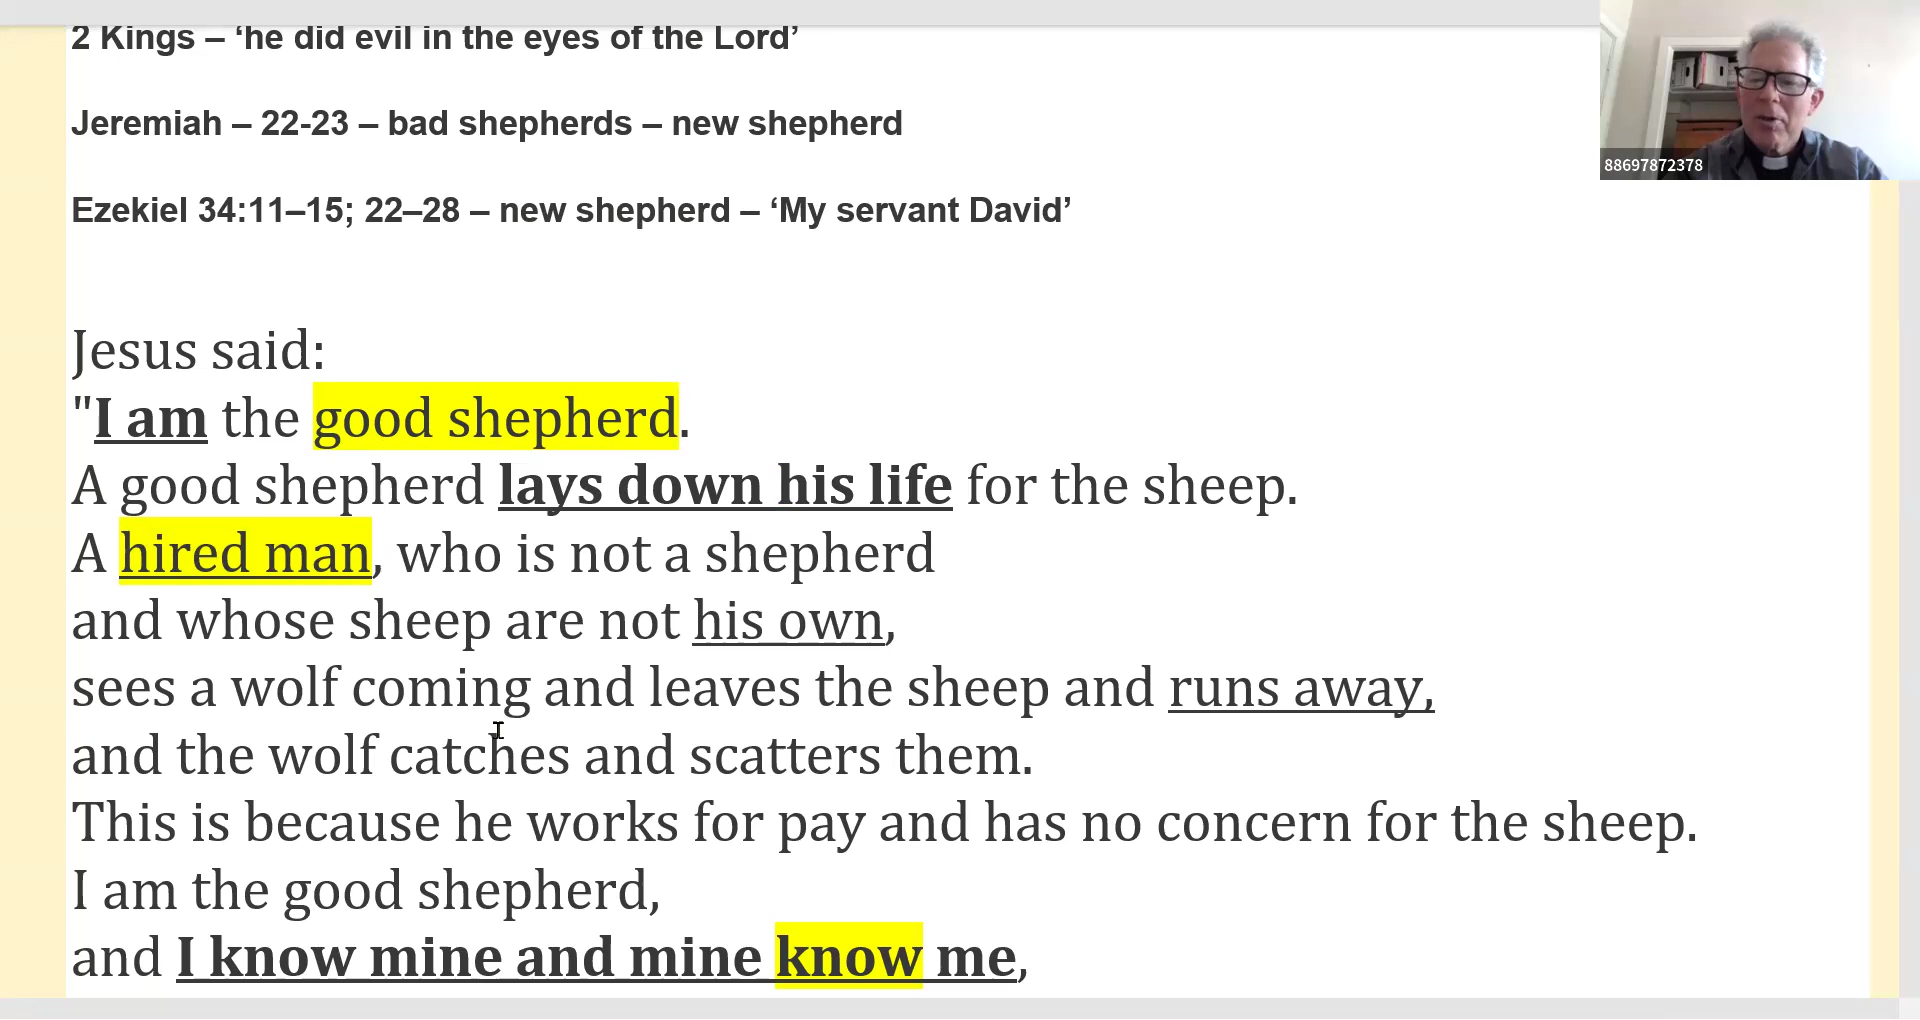 2 Kings – ‘he did evil in the eyes of the Lord’
Jeremiah – 22-23 – bad shepherds – new shepherd
88697872378
Ezekiel 34:11–15; 22–28 – new shepherd – ‘My servant David’
Jesus said:
"I am the good shepherd.
A good shepherd lays down his life for the sheep.
A hired man, who is not a shepherd
and whose sheep are not his own,
sees a wolf coming and leaves the sheep and runs away,
and the wolf catches and scatters them.
This is because he works for pay and has no concern for the sheep.
I am the good shepherd,
and I know mine and mine know me,